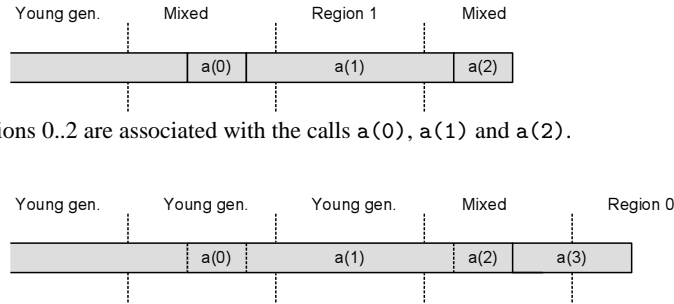 Young gen. Mixed Region 1 Mixed
a(0) a(1) a(2)
ions 0..2 are associated with the calls a(0), a(1) and a(2).
Young gen. Young gen. Young gen. Mixed Region 0
a(0) a(1) a(2) a(3)